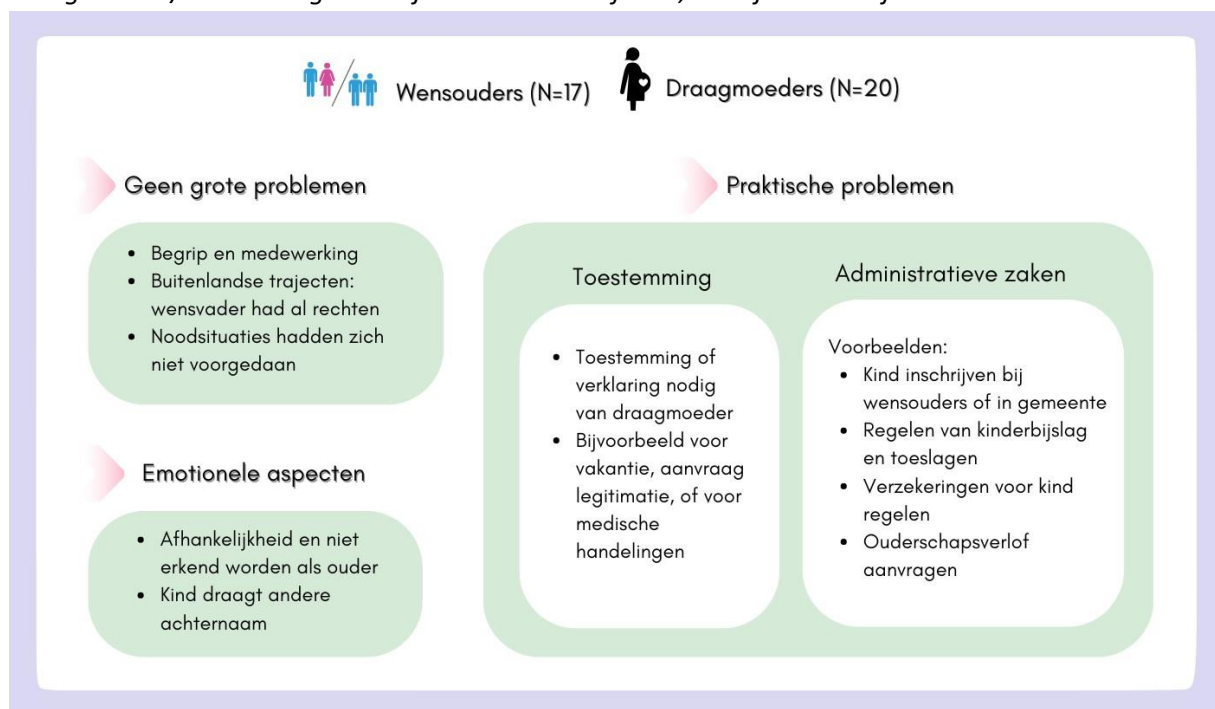 Wensouders (N=17)
Draagmoeders (N=20)
Geen grote problemen
• Begrip en medewerking
• Buitenlandse trajecten:
wensvader had al rechten
• Noodsituaties hadden zich
niet voorgedaan
Emotionele aspecten
• Afhankelijkheid en niet
erkend worden als ouder
• Kind draagt andere
achternaam
Praktische problemen
Toestemming
• Toestemming of
verklaring nodig
van draagmoeder
• Bijvoorbeeld voor
vakantie, aanvraag
legitimatie, of voor
medische
handelingen
Administratieve zaken
Voorbeelden:
• Kind inschrijven bij
wensouders of in gemeente
• Regelen van kinderbijslag
en toeslagen
• Verzekeringen voor kind
regelen
• Ouderschapsverlof
aanvragen